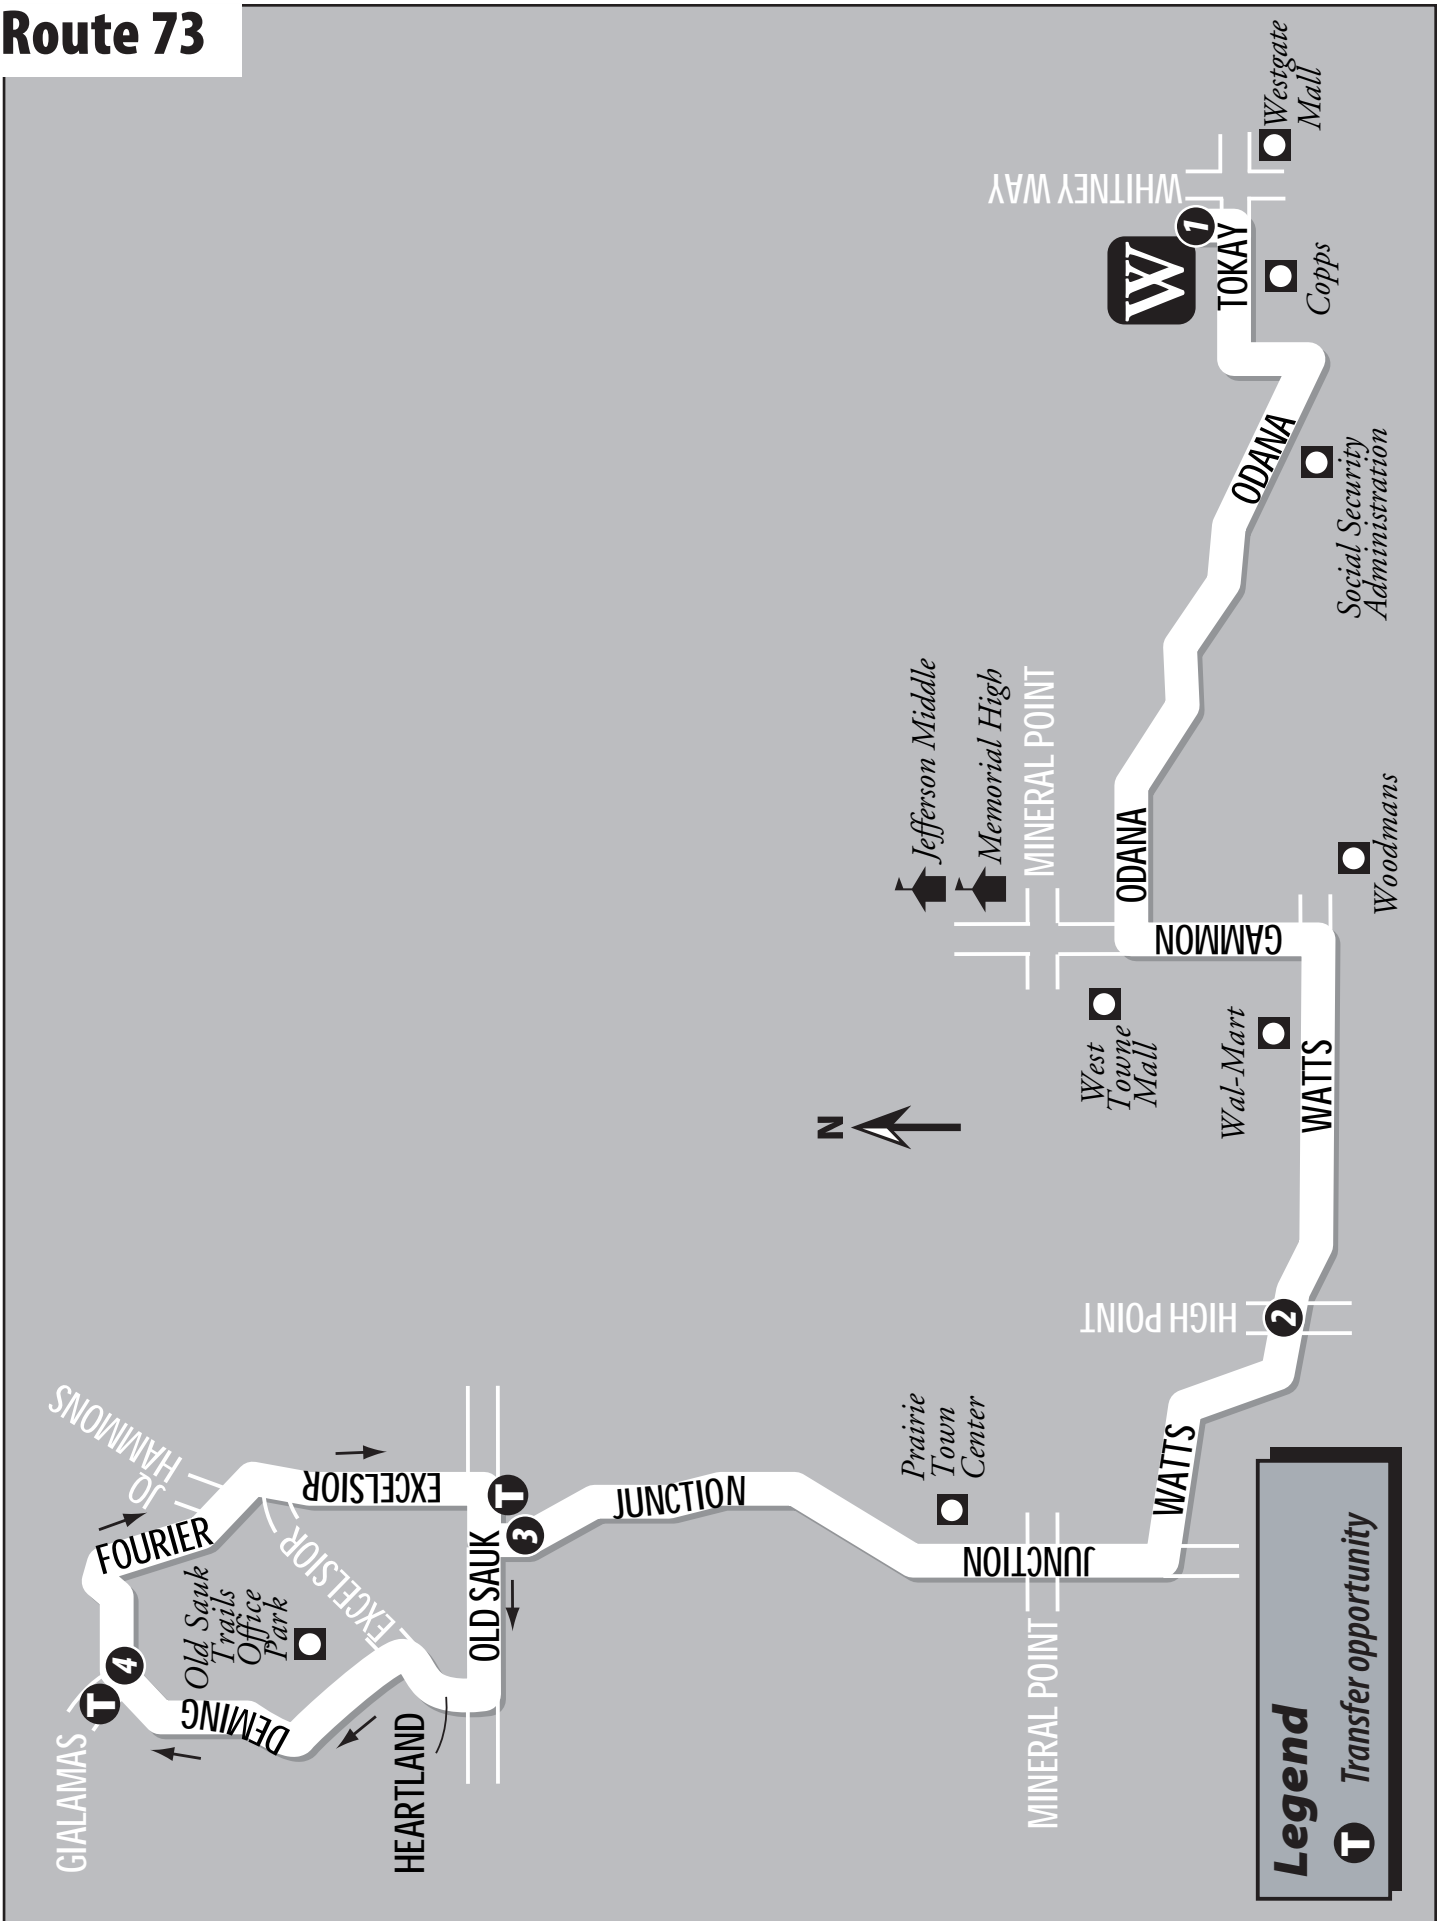 Route 73
Westgate
Mall
WHITNEY WAY
1
W
TOKAY
Copps
ODANA
Social Security
Administration
Jefferson Middle
Memorial High
MINERAL POINT
ODANA
Woodmans
GAMMON
West
Towne
Mall
Wal-Mart
WATTS
N
HIGH POINT
2
Prairie
Town
Center
WATTS
JUNCTION
MINERAL POINT
JUNCTION
JQ
HAMMONS
EXCELSIOR
T
3
OLD SAUK
FOURIER
EXCELSIOR
Old Sauk
Trails
Office
Park
4
T
DEMING
GIALAMAS
HEARTLAND
Legend
T Transfer opportunity